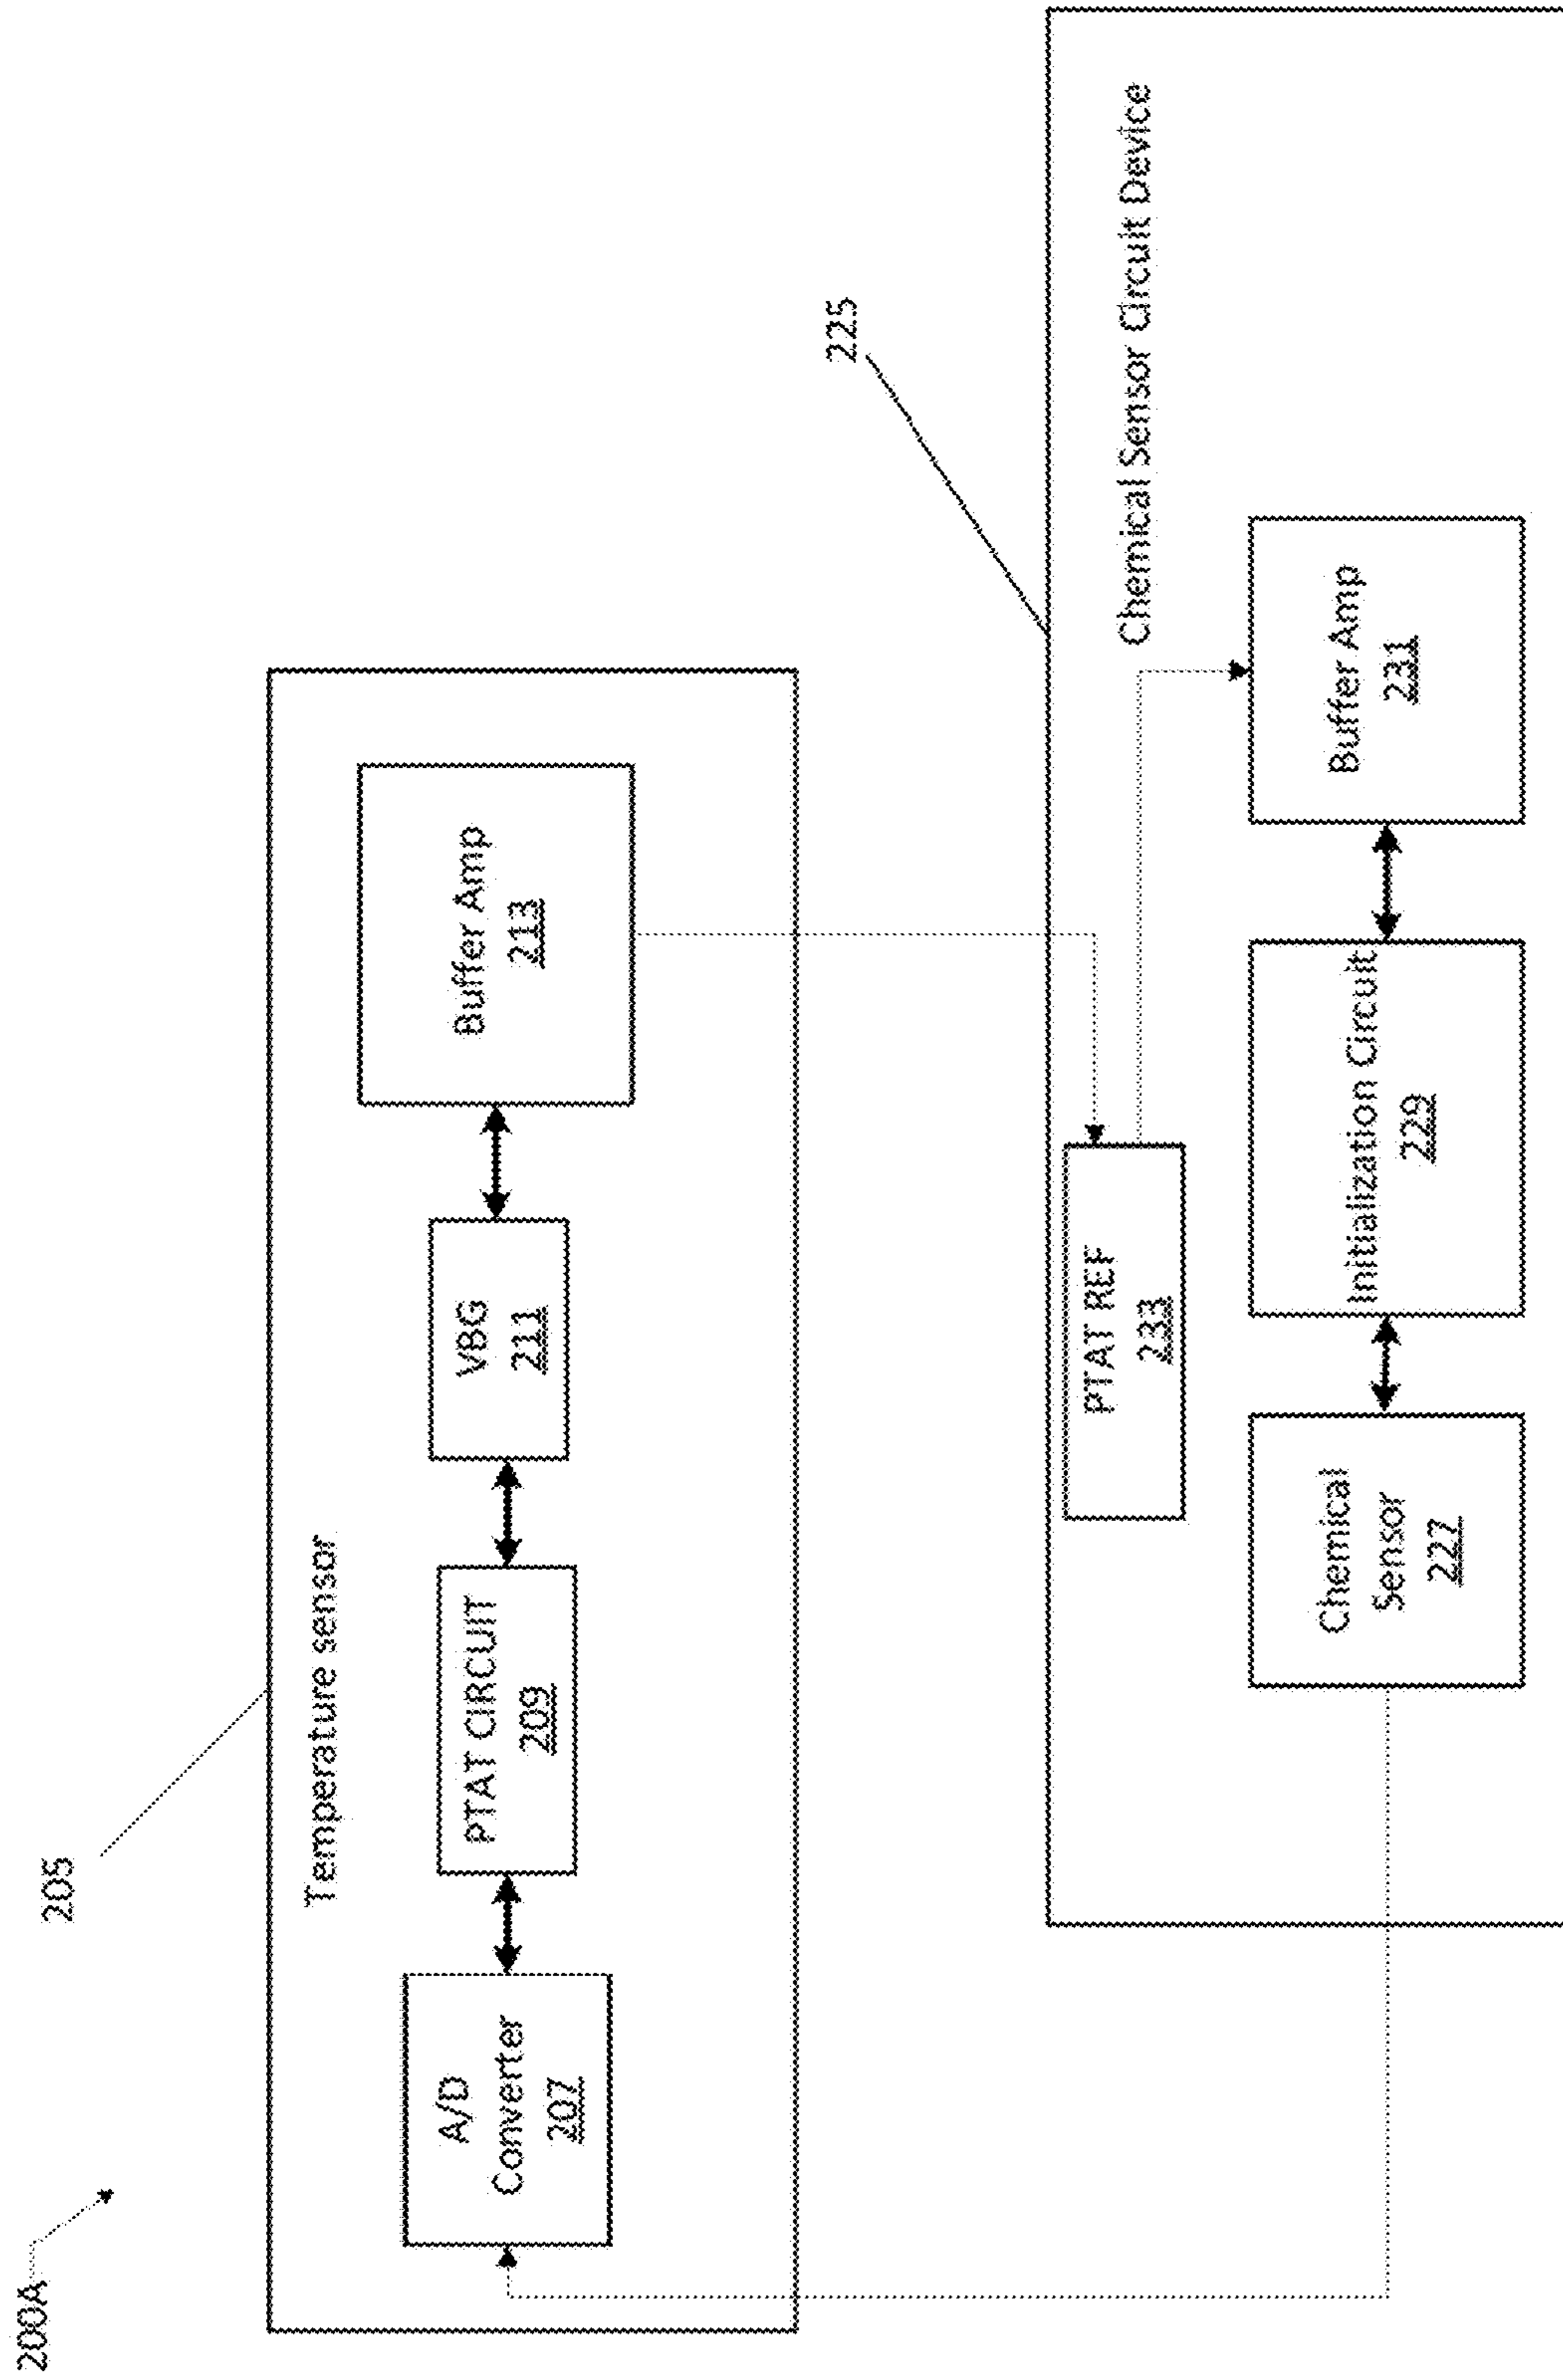 200A
205
Temperature sensor
A/D
Converter
207
PTAT CIRCUIT
209
VBG
211
Buffer Amp
213
225
Chemical Sensor Circuit Device
PTAT REF
233
Chemical
Sensor
227
Initialization Circuit
229
Buffer Amp
231